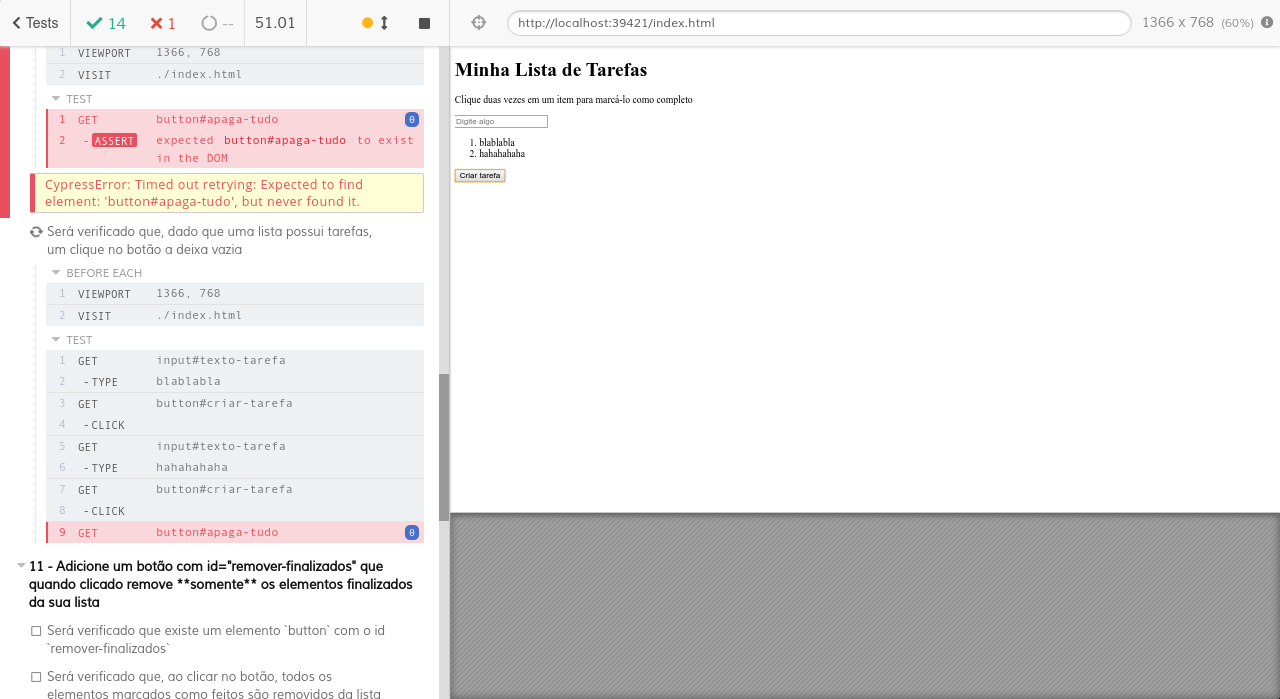 Tests 14 1 -- 51.01
http://localhost:39421/index.html 1366 x 768 (60%)
1 VIEWPORT 1366, 768
2 VISIT ./index.html
TEST
1 GET button#apaga-tudo 0
2 - ASSERT expected button#apaga-tudo to exist
in the DOM
CypressError: Timed out retrying: Expected to find
element: 'button#apaga-tudo', but never found it.
Será verificado que, dado que uma lista possui tarefas,
um clique no botão a deixa vazia
BEFORE EACH
1 VIEWPORT 1366, 768
2 VISIT ./index.html
TEST
1 GET input#texto-tarefa
2 - TYPE blablabla
3 GET button#criar-tarefa
4 - CLICK
5 GET input#texto-tarefa
6 - TYPE hahahahaha
7 GET button#criar-tarefa
8 - CLICK
9 GET button#apaga-tudo 0
11 - Adicione um botão com id="remover-finalizados" que
quando clicado remove **somente** os elementos finalizados
da sua lista
Será verificado que existe um elemento `button` com o id
`remover-finalizados`
Será verificado que, ao clicar no botão, todos os
elementos marcados como feitos são removidos da lista
Minha Lista de Tarefas
Clique duas vezes em um item para marcá-lo como completo
Digite algo
1. blablabla
2. hahahahaha
Criar tarefa